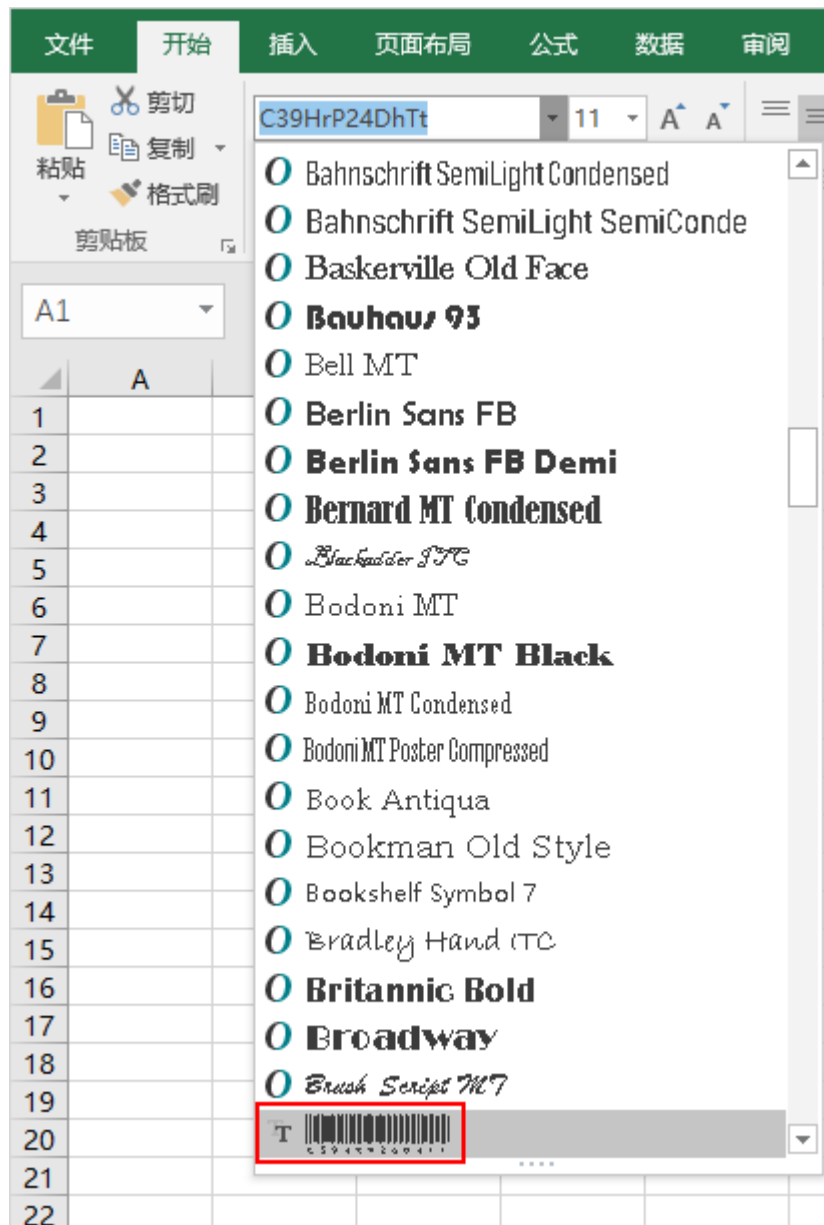 文件 开始 插入 页面布局 公式 数据 审阅
剪切
复制
格式刷
粘贴
剪贴板
C39HrP24DhTt 11 A A
A1
A
Bahnschrift SemiLight Condensed
Bahnschrift SemiLight SemiConde
Baskerville Old Face
Bauhaus 93
Bell MT
Berlin Sans FB
Berlin Sans FB Demi
Bernard MT Condensed
Blackadder ITC
Bodoni MT
Bodoni MT Black
Bodoni MT Condensed
Bodoni MT Poster Compressed
Book Antiqua
Bookman Old Style
Bookshelf Symbol 7
Bradley Hand ITC
Britannic Bold
Broadway
Brush Script MT
1
2
3
4
5
6
7
8
9
10
11
12
13
14
15
16
17
18
19
20
21
22